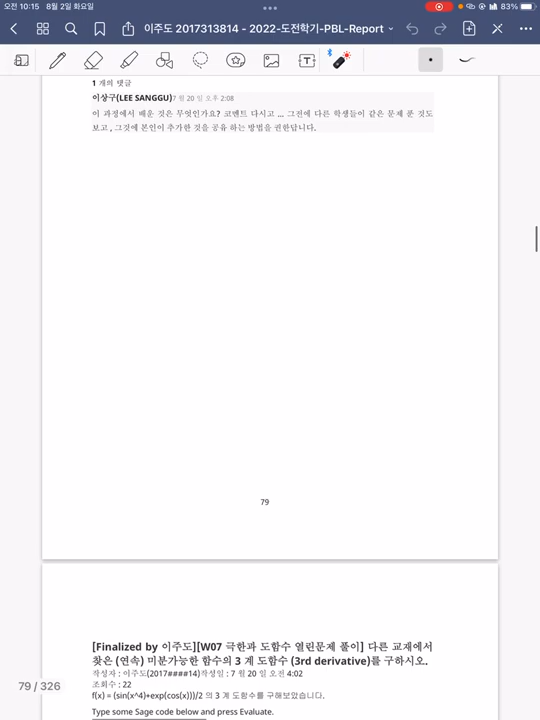 오전 10:15 8월 2일 화요일
83%
이주도 2017313814 - 2022-도전학기-PBL-Report
1 개의 댓글
이상구(LEE SANGGU)7 월 20 일 오후 2:08
이 과정에서 배운 것은 무엇인가요? 코멘트 다시고 ... 그전에 다른 학생들이 같은 문제 푼 것도
보고 , 그것에 본인이 추가한 것을 공유 하는 방법을 권한답니다.
79
[Finalized by 이주도][W07 극한과 도함수 열린문제 풀이] 다른 교재에서
찾은 (연속) 미분가능한 함수의 3 계 도함수 (3rd derivative)를 구하시오.
작성자 : 이주도(2017####14)작성일 : 7 월 20 일 오전 4:02
조회수 : 22
79 / 326
f(x) = (sin(x^4)+exp(cos(x)))/2 의 3 계 도함수를 구해보았습니다.
Type some Sage code below and press Evaluate.